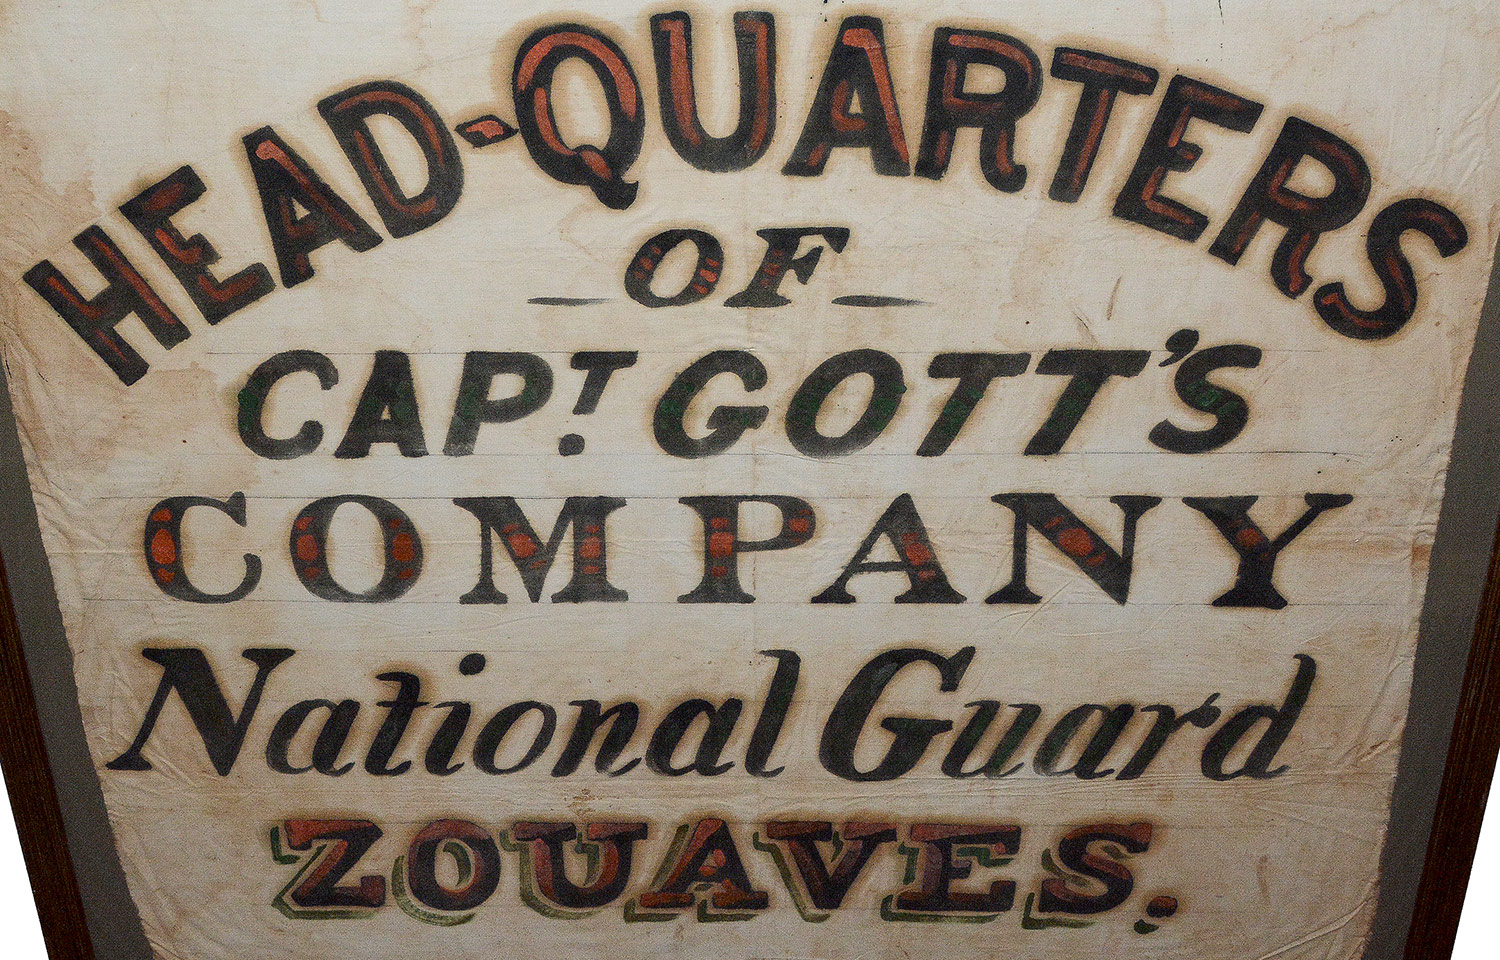 HEAD-QUARTERS
— OF —
CAPT. GOTT'S
COMPANY
National Guard
ZOUAVES.